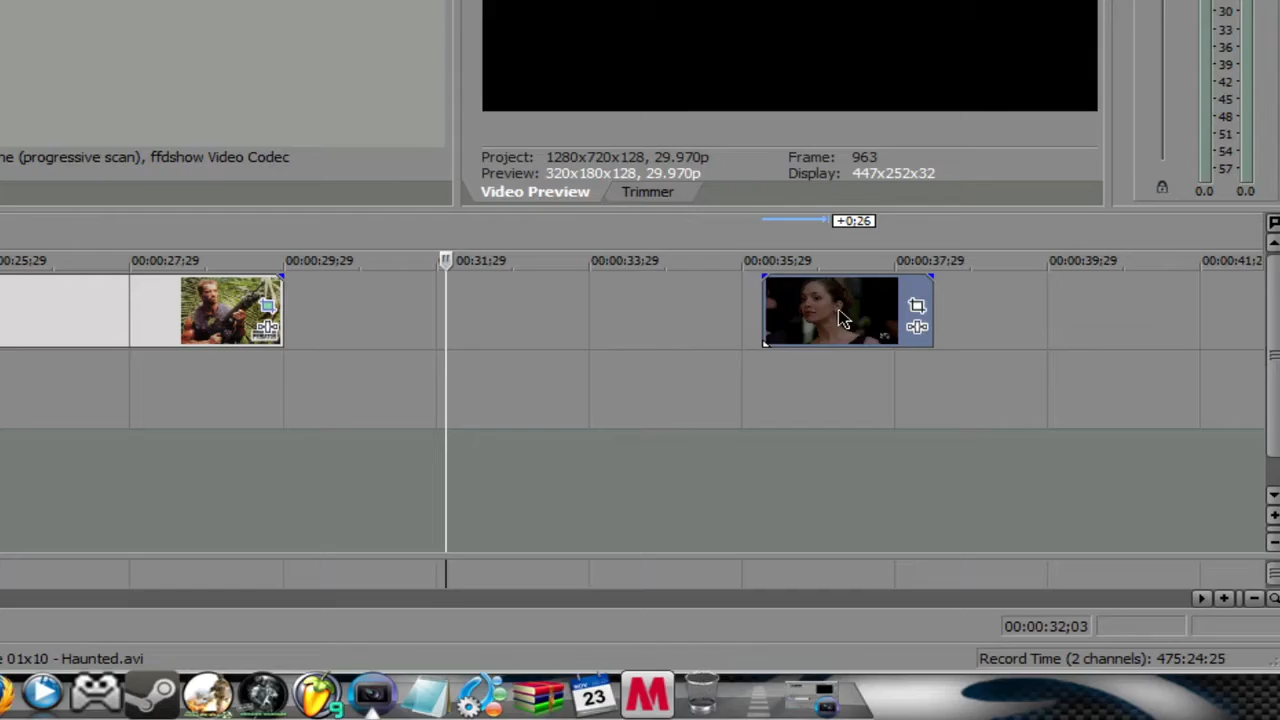 30
33
36
39
42
45
48
51
54
57
0.0 0.0
ne (progressive scan), ffdshow Video Codec
Project: 1280x720x128, 29.970p Frame: 963
Preview: 320x180x128, 29.970p Display: 447x252x32
Video Preview Trimmer
+0;26
:00:25;29 00:00:27;29 00:00:29;29 00:00:31;29 00:00:33;29 00:00:35;29 00:00:37;29 00:00:39;29 00:00:41;2
00:00:32;03
e 01x10 - Haunted.avi Record Time (2 channels): 475:24:25
9
NOV
23
M